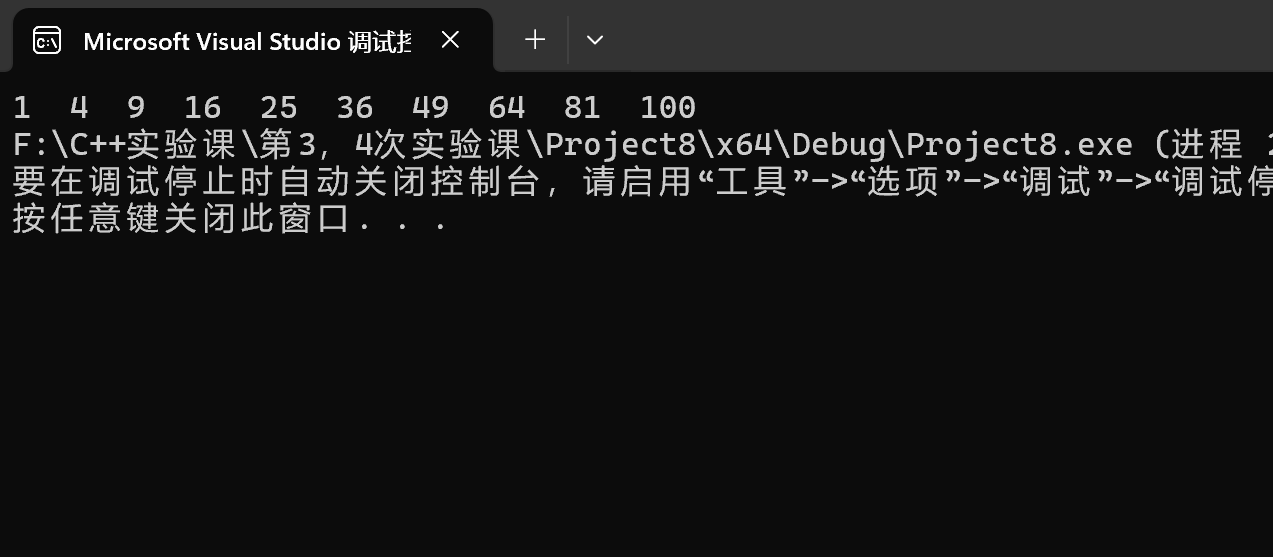 Microsoft Visual Studio 调试
1  4  9  16  25  36  49  64  81  100
F:\C++实验课\第3，4次实验课\Project8\x64\Debug\Project8.exe (进程
要在调试停止时自动关闭控制台，请启用“工具”->“选项”->“调试”->“调试停
按任意键关闭此窗口. . .